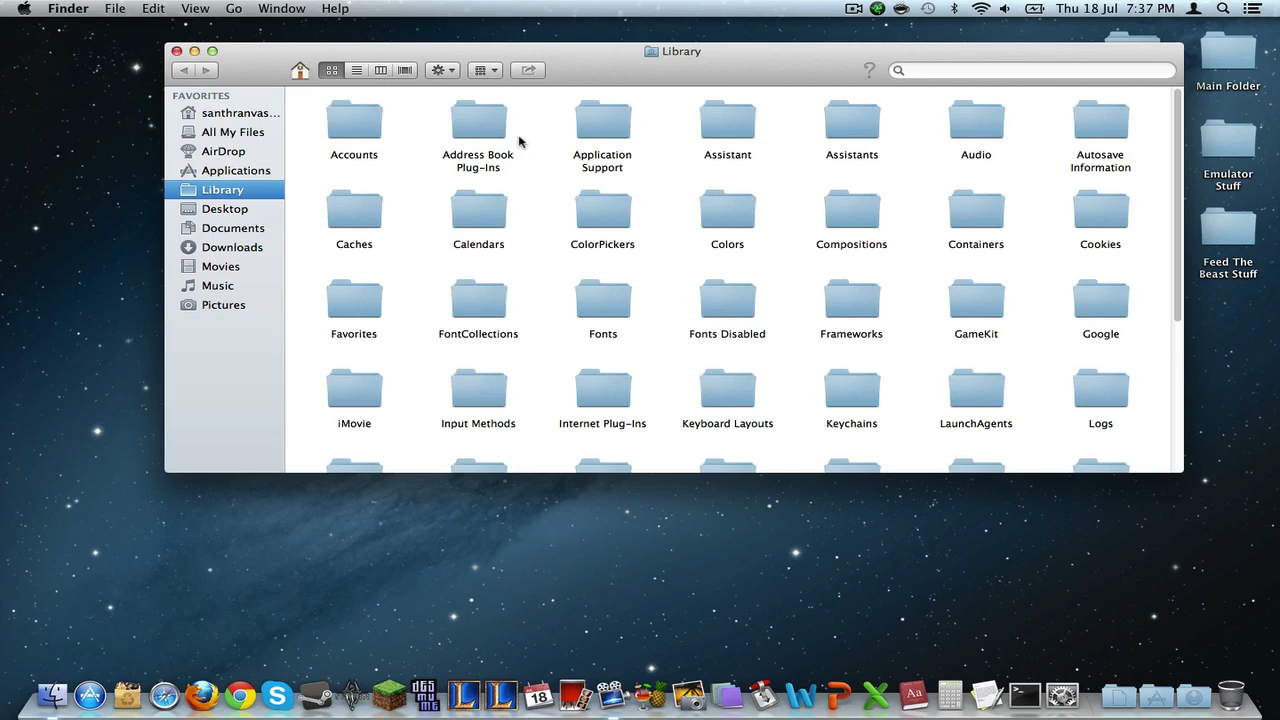 Finder File Edit View Go Window Help Thu 18 Jul 7:37 PM
Library
FAVORITES
santhranvas...
All My Files
AirDrop
Applications
Library
Desktop
Documents
Downloads
Movies
Music
Pictures
Accounts
Address Book
Plug-Ins
Application
Support
Assistant
Assistants
Audio
Autosave
Information
Caches
Calendars
ColorPickers
Colors
Compositions
Containers
Cookies
Favorites
FontCollections
Fonts
Fonts Disabled
Frameworks
GameKit
Google
iMovie
Input Methods
Internet Plug-Ins
Keyboard Layouts
Keychains
LaunchAgents
Logs
Main Folder
Emulator
Stuff
Feed The
Beast Stuff
18